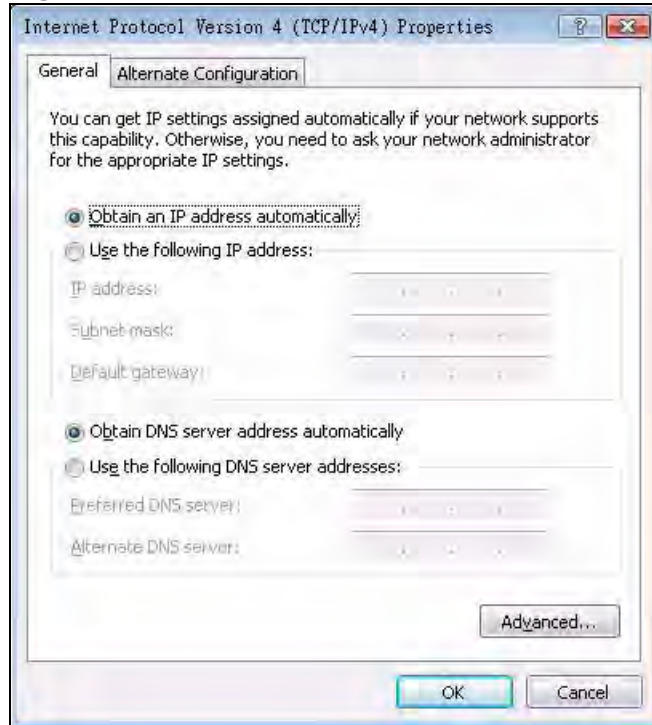 Internet Protocol Version 4 (TCP/IPv4) Properties
General
Alternate Configuration
You can get IP settings assigned automatically if your network supports
this capability. Otherwise, you need to ask your network administrator
for the appropriate IP settings.
Obtain an IP address automatically
Use the following IP address:
IP address:
Subnet mask:
Default gateway:
Obtain DNS server address automatically
Use the following DNS server addresses:
Preferred DNS server:
Alternate DNS server:
Advanced...
OK
Cancel